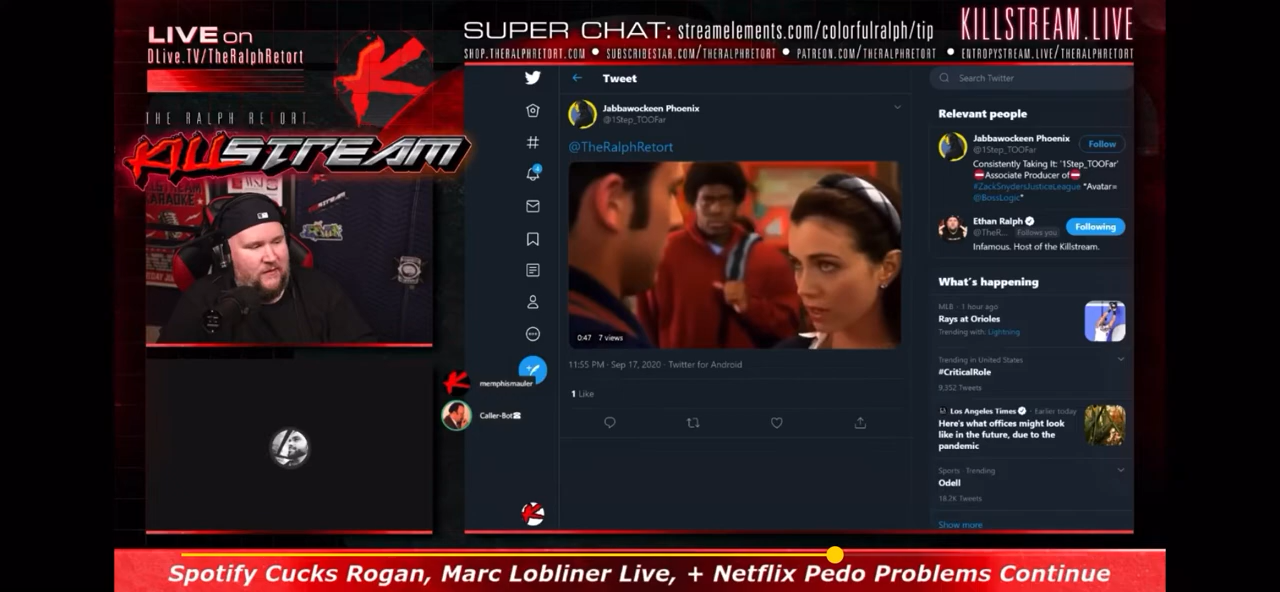 LIVE on
DLive.TV/TheRalphRetort
SUPER CHAT: streamelements.com/colorfulralph/tip
KILLSTREAM.LIVE
SHOP.THERALPHRETORT.COM • SUBSCRIBESTAR.COM/THERALPHRETORT • PATREON.COM/THERALPHRETORT • ENTROPYSTREAM.LIVE/THERALPHRETORT
THE RALPH RETORT
KILLSTREAM
Tweet
Jabbawockeen Phoenix
@1Step_TOOFar
@TheRalphRetort
0:47 7 views
11:55 PM · Sep 17, 2020 · Twitter for Android
1 Like
4
memphismauler
Caller-Bot
Search Twitter
Relevant people
Jabbawockeen Phoenix
@1Step_TOOFar
Follow
Consistently Taking It: '1Step_TOOFar'
Associate Producer of
#ZackSnydersJusticeLeague "Avatar=
@BossLogic"
Ethan Ralph
@TheR... Follows you
Following
Infamous. Host of the Killstream.
What's happening
MLB · 1 hour ago
Rays at Orioles
Trending with: Lightning
Trending in United States
#CriticalRole
9,352 Tweets
Los Angeles Times · Earlier today
Here's what offices might look
like in the future, due to the
pandemic
Sports · Trending
Odell
18.2K Tweets
Show more
Spotify Cucks Rogan, Marc Lobliner Live, + Netflix Pedo Problems Continue